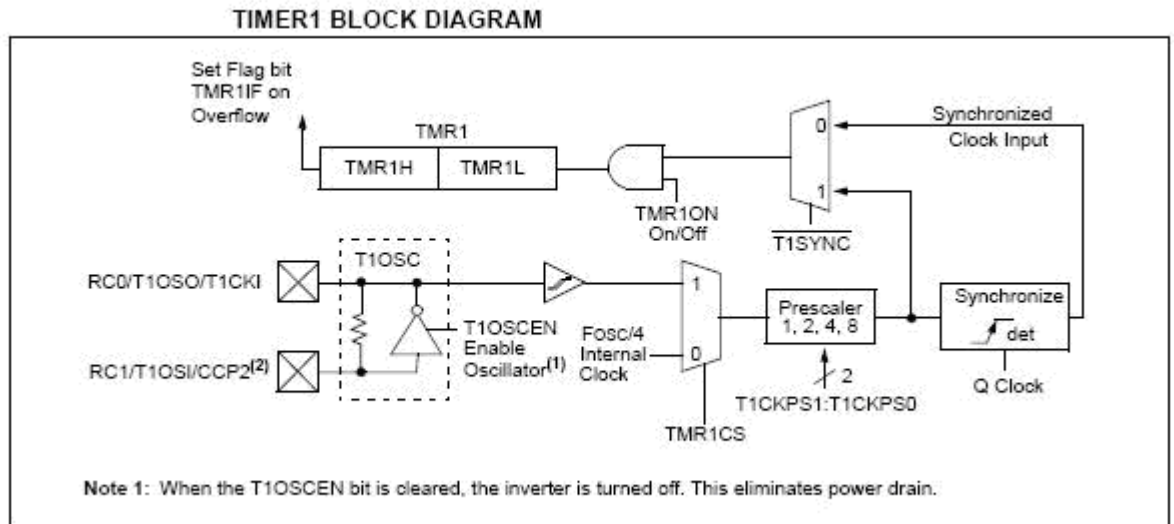 TIMER1 BLOCK DIAGRAM
Set Flag bit
TMR1IF on
Overflow
TMR1
TMR1H
TMR1L
TMR1ON
On/Off
0
1
T1SYNC
Synchronized
Clock Input
RC0/T1OSO/T1CKI
T1OSC
RC1/T1OSI/CCP2(2)
T1OSCEN
Enable
Oscillator(1)
FOSC/4
Internal
Clock
1
0
TMR1CS
Prescaler
1, 2, 4, 8
2
T1CKPS1:T1CKPS0
Synchronize
det
Q Clock
Note 1: When the T1OSCEN bit is cleared, the inverter is turned off. This eliminates power drain.